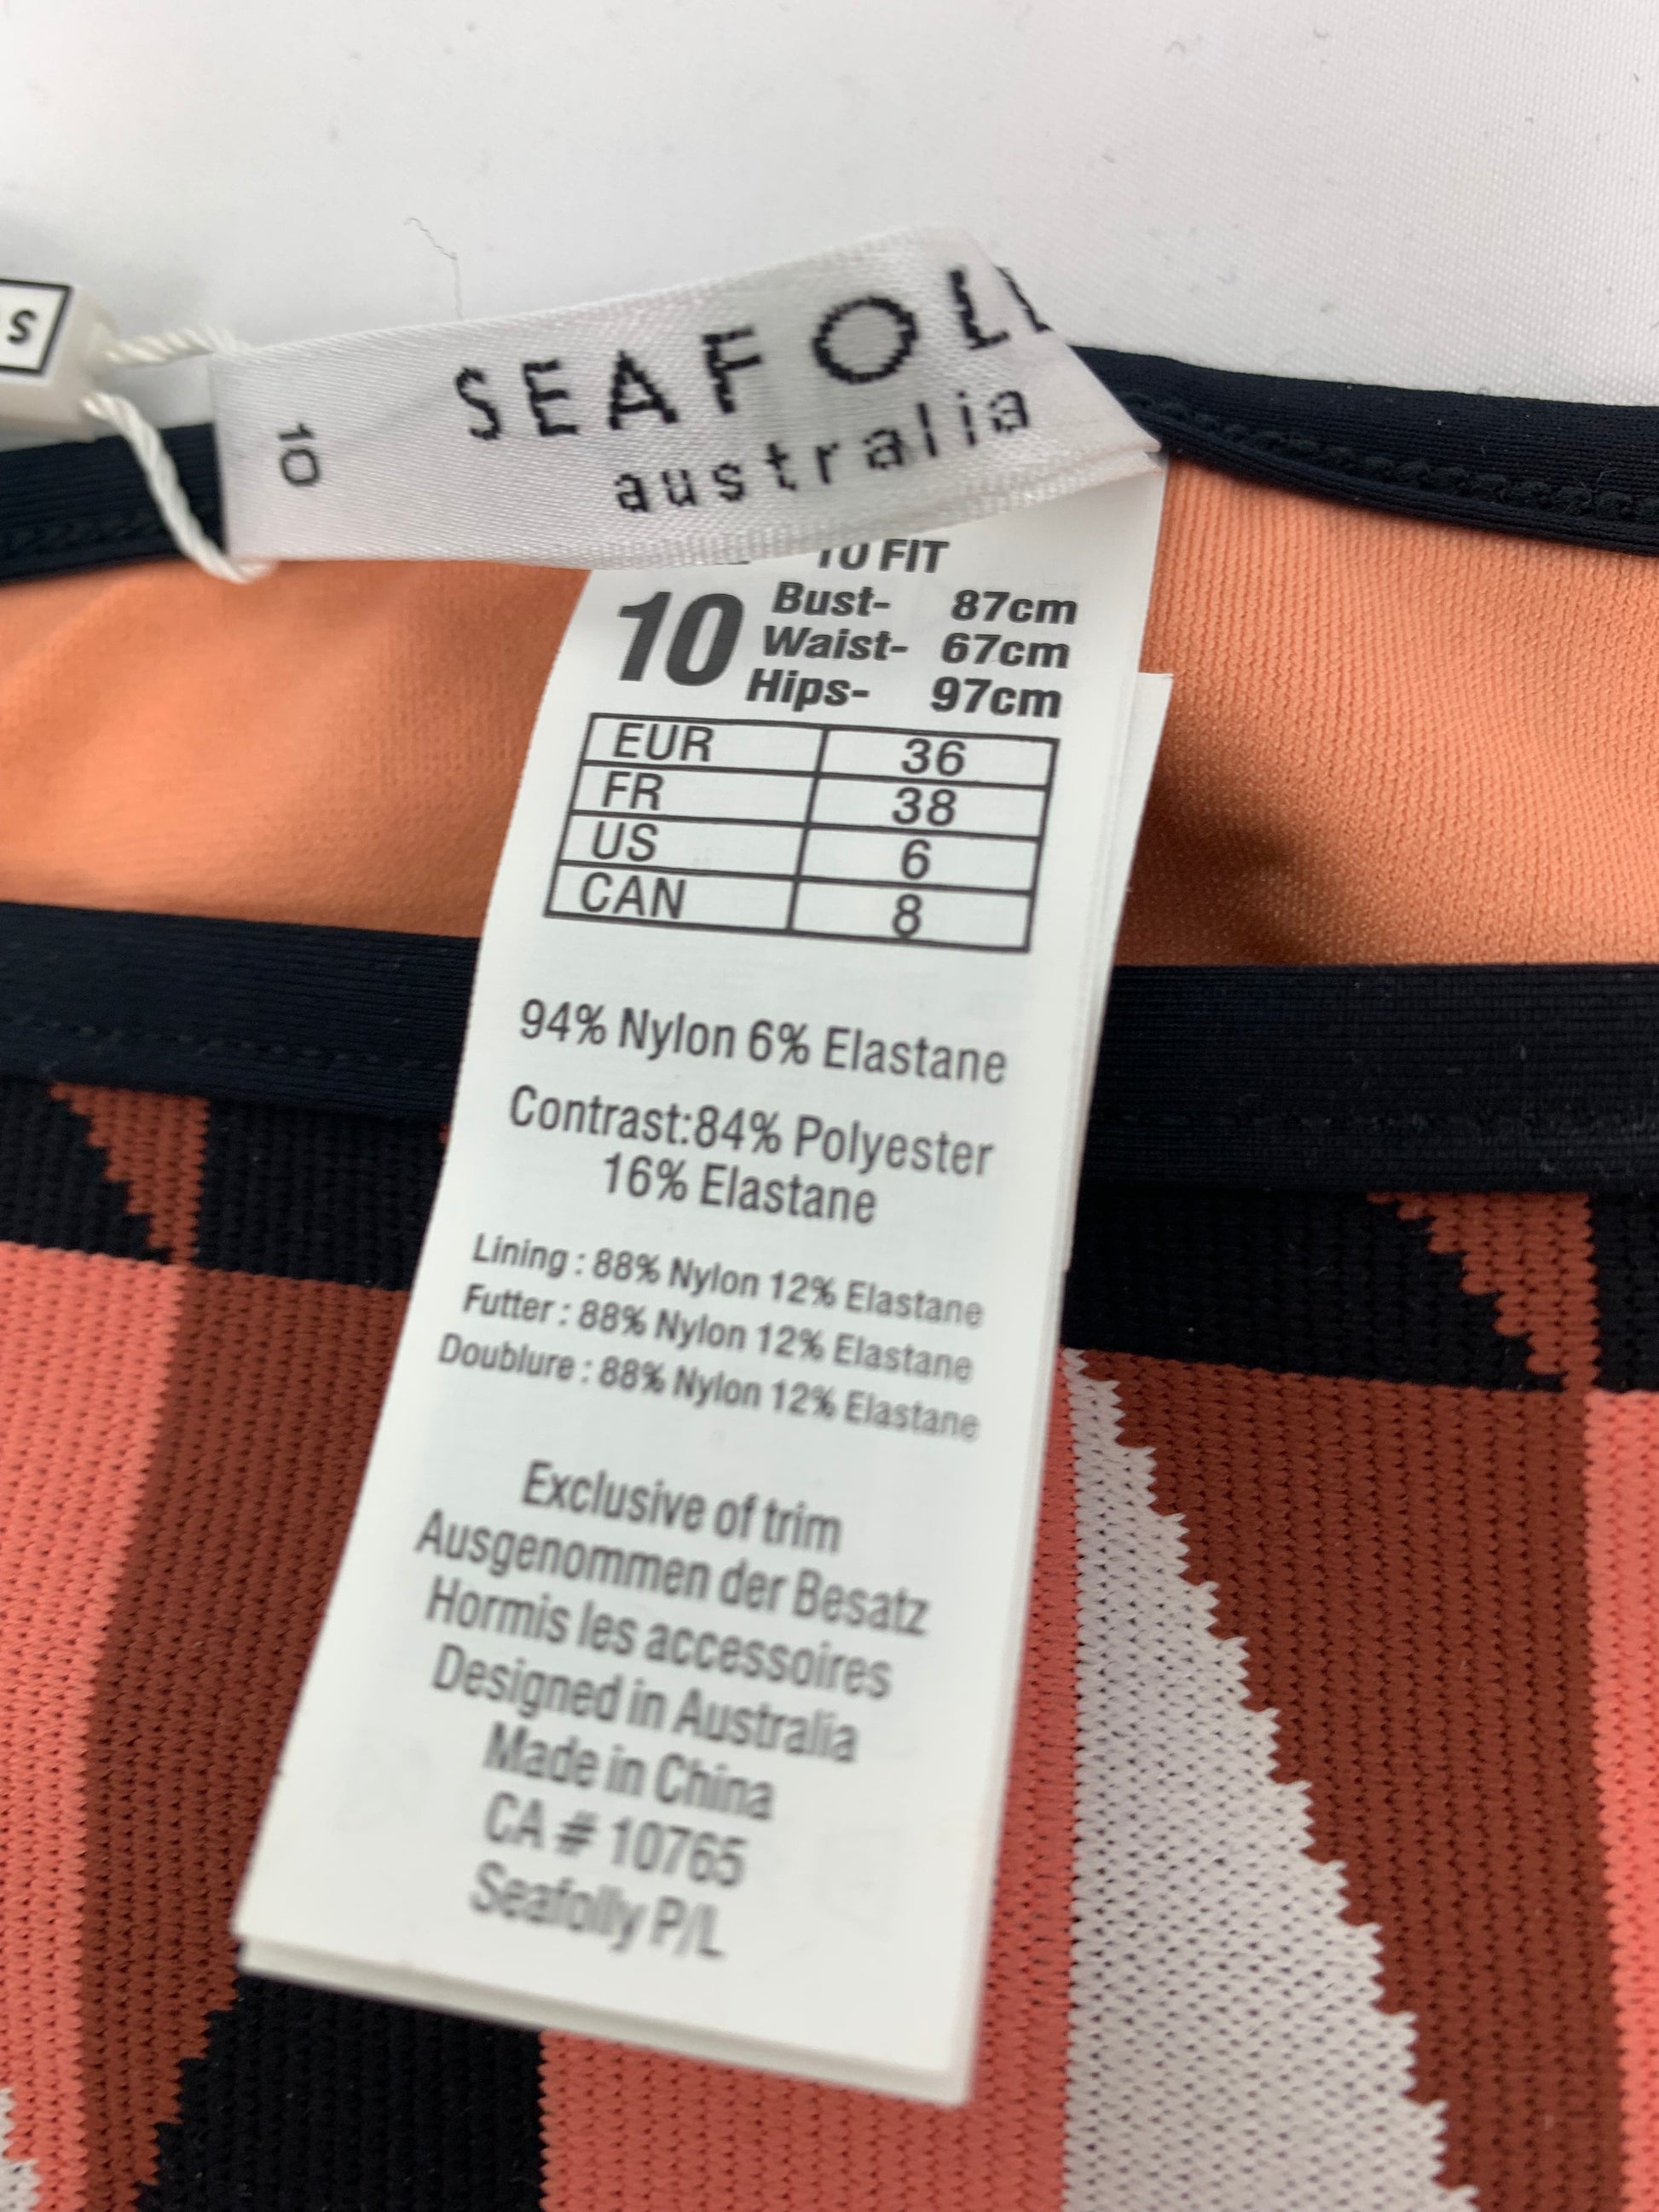 S
SEAFOLL
australia
10
10 FIT
10
Bust- 87cm
Waist- 67cm
Hips- 97cm
EUR 36
FR 38
US 6
CAN 8
94% Nylon 6% Elastane
Contrast:84% Polyester
16% Elastane
Lining : 88% Nylon 12% Elastane
Futter : 88% Nylon 12% Elastane
Doublure : 88% Nylon 12% Elastane
Exclusive of trim
Ausgenommen der Besatz
Hormis les accessoires
Designed in Australia
Made in China
CA # 10765
Seafolly P/L